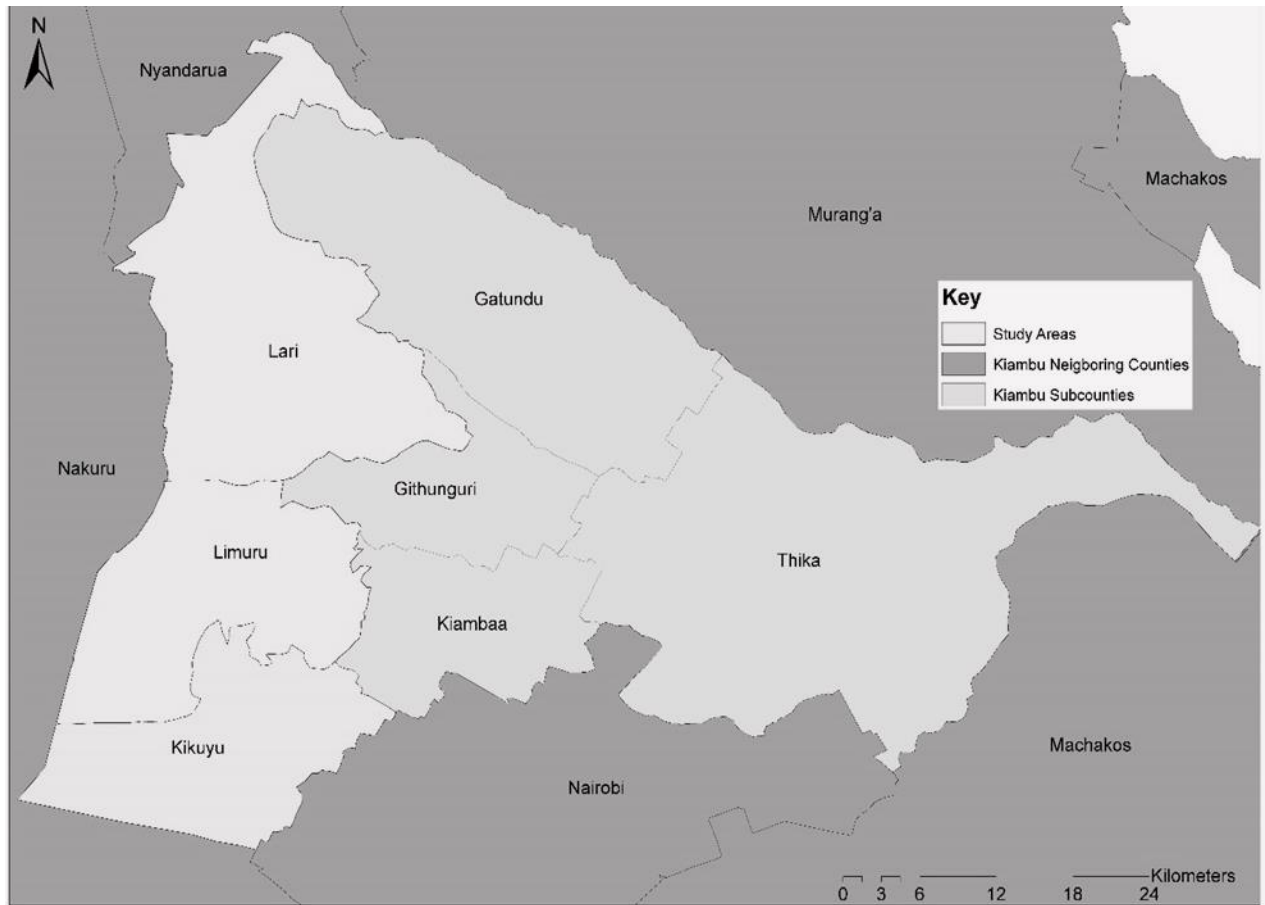 N
Nyandarua
Machakos
Murang'a
Gatundu
Key
Study Areas
Kiambu Neigboring Counties
Kiambu Subcounties
Lari
Nakuru
Githunguri
Limuru
Thika
Kiambaa
Kikuyu
Machakos
Nairobi
Kilometers
0 3 6 12 18 24